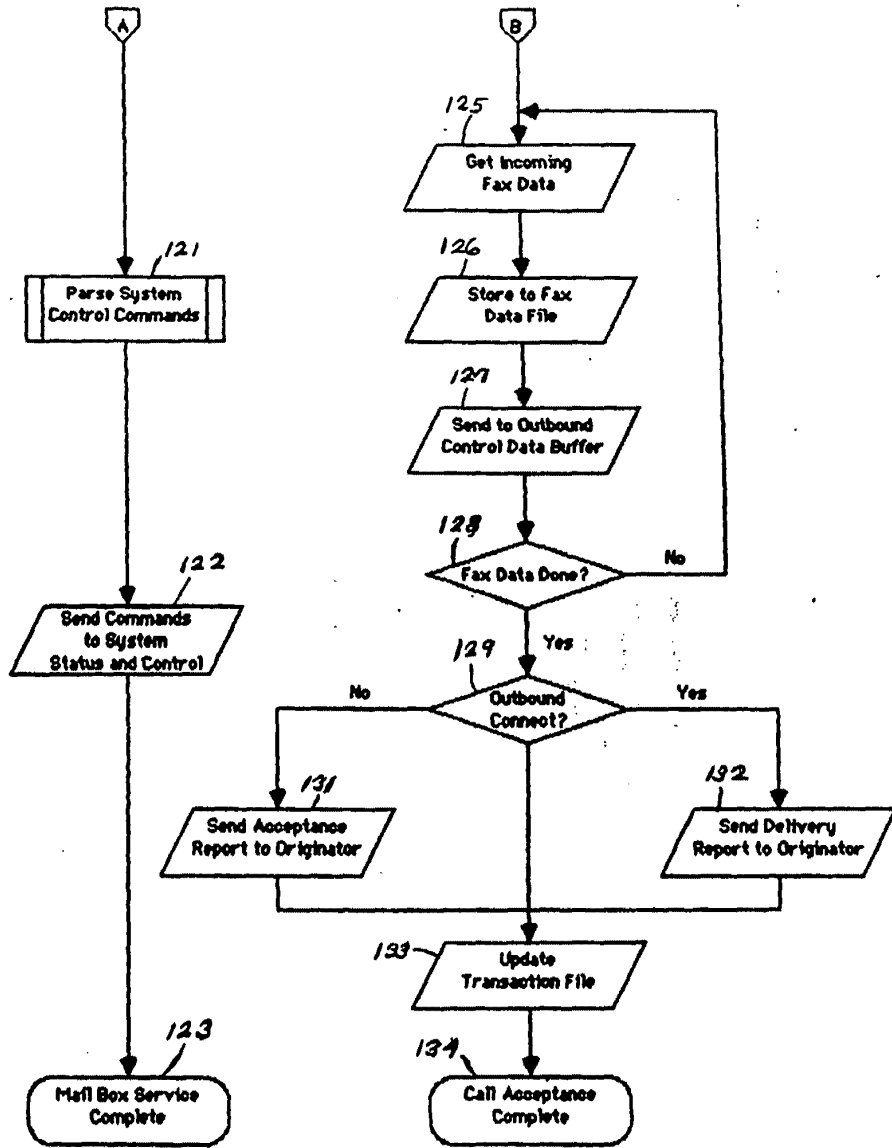 A
121
Parse System
Control Commands
122
Send Commands
to System
Status and Control
123
Mail Box Service
Complete
B
125
Get Incoming
Fax Data
126
Store to Fax
Data File
127
Send to Outbound
Control Data Buffer
128
Fax Data Done?
No
Yes
129
Outbound
Connect?
No
Yes
131
Send Acceptance
Report to Originator
132
Send Delivery
Report to Originator
133
Update
Transaction File
134
Call Acceptance
Complete